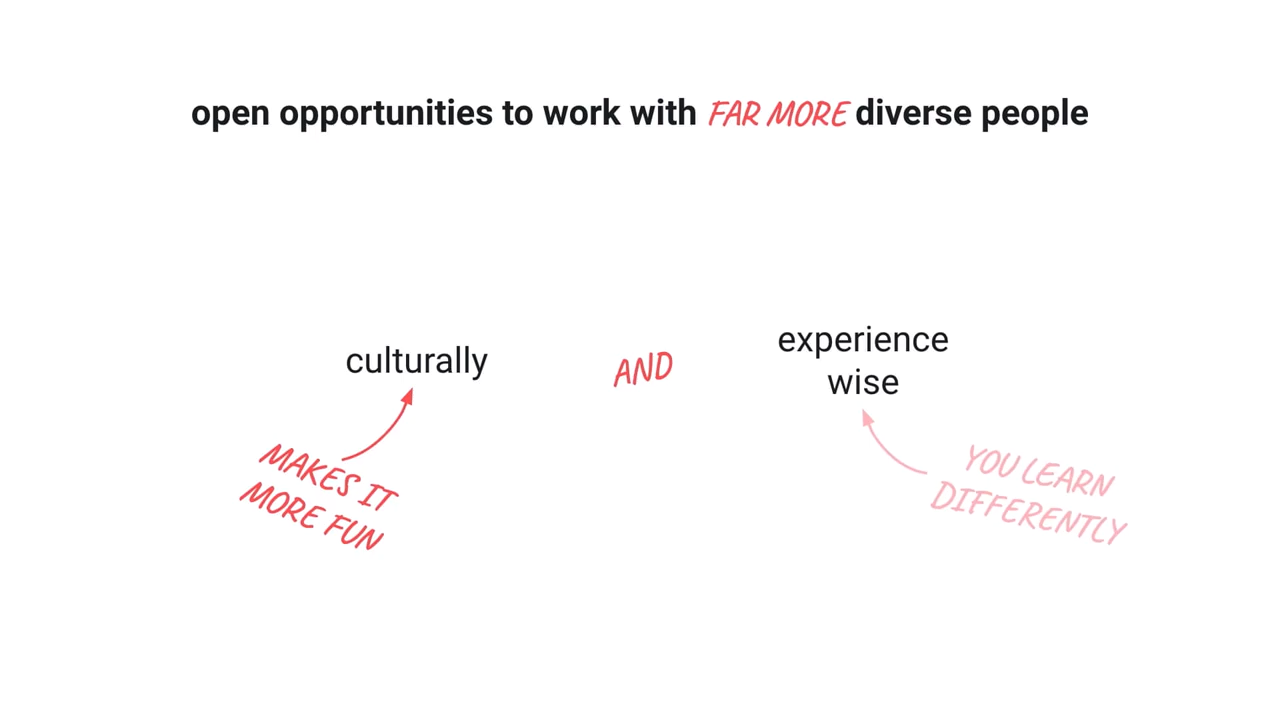 open opportunities to work with FAR MORE diverse people
culturally
AND
experience
wise
MAKES IT
MORE FUN
YOU LEARN
DIFFERENTLY